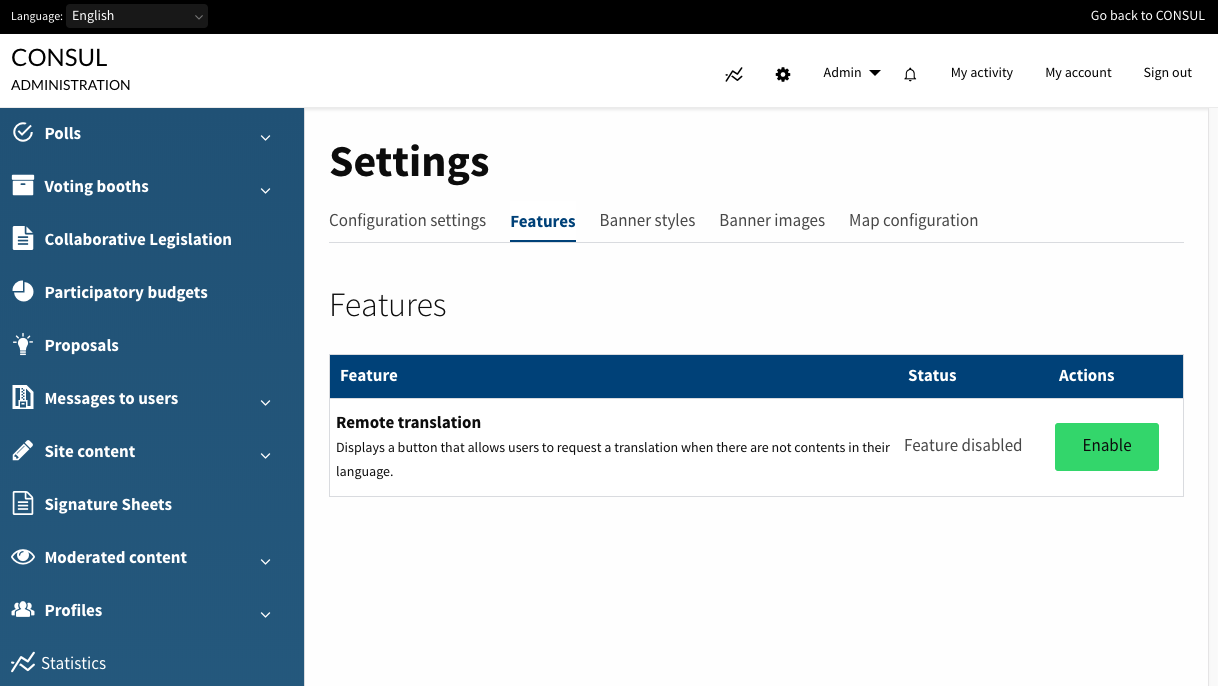 Language: English
Go back to CONSUL
CONSUL
ADMINISTRATION
Admin
My activity
My account
Sign out
Polls
Voting booths
Collaborative Legislation
Participatory budgets
Proposals
Messages to users
Site content
Signature Sheets
Moderated content
Profiles
Statistics
Settings
Configuration settings
Features
Banner styles
Banner images
Map configuration
Features
Feature
Status
Actions
Remote translation
Displays a button that allows users to request a translation when there are not contents in their
language.
Feature disabled
Enable